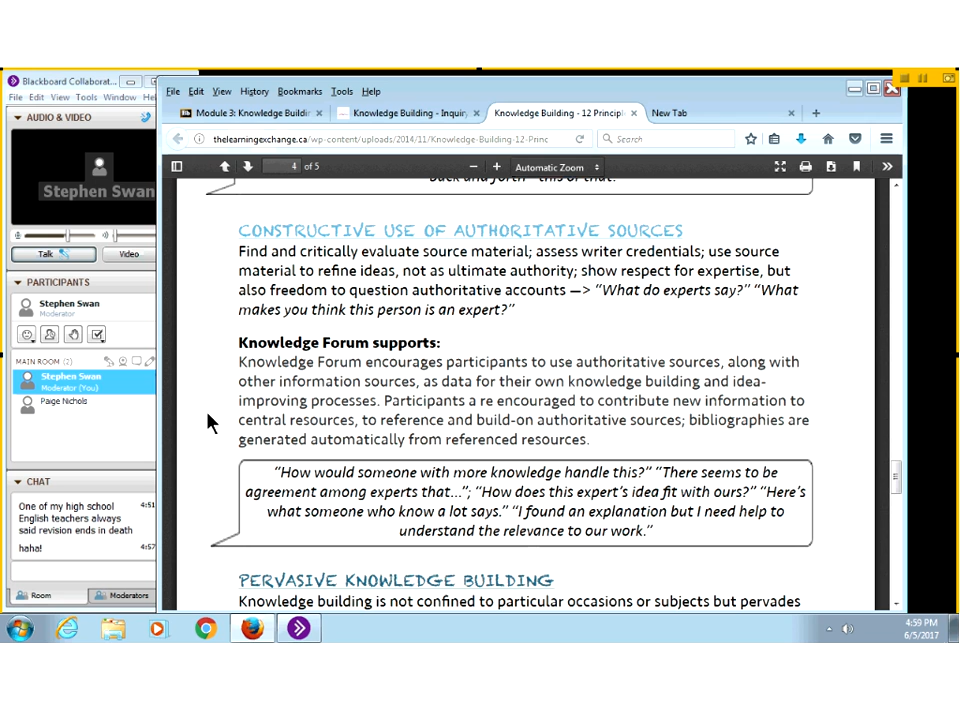 Blackboard Collaborat...
File Edit View Tools Window Hel
AUDIO & VIDEO
Stephen Swan
Talk
Video
PARTICIPANTS
Stephen Swan
Moderator
MAIN ROOM (2)
Stephen Swan
Moderator (You)
Paige Nichols
CHAT
One of my high school 4:51
English teachers always
said revision ends in death
haha! 4:57
Room
Moderators
File Edit View History Bookmarks Tools Help
Module 3: Knowledge Buildin
Knowledge Building - Inquiry
Knowledge Building - 12 Principl
New Tab
thelearningexchange.ca/wp-content/uploads/2014/11/Knowledge-Building-12-Princ
Search
4 of 5
Automatic Zoom
back and forth "this or that."
CONSTRUCTIVE USE OF AUTHORITATIVE SOURCES
Find and critically evaluate source material; assess writer credentials; use source
material to refine ideas, not as ultimate authority; show respect for expertise, but
also freedom to question authoritative accounts —> “What do experts say?” “What
makes you think this person is an expert?”
Knowledge Forum supports:
Knowledge Forum encourages participants to use authoritative sources, along with
other information sources, as data for their own knowledge building and idea-
improving processes. Participants a re encouraged to contribute new information to
central resources, to reference and build-on authoritative sources; bibliographies are
generated automatically from referenced resources.
“How would someone with more knowledge handle this?” “There seems to be
agreement among experts that...”; “How does this expert’s idea fit with ours?” “Here’s
what someone who know a lot says.” “I found an explanation but I need help to
understand the relevance to our work.”
PERVASIVE KNOWLEDGE BUILDING
Knowledge building is not confined to particular occasions or subjects but pervades
4:59 PM
6/5/2017